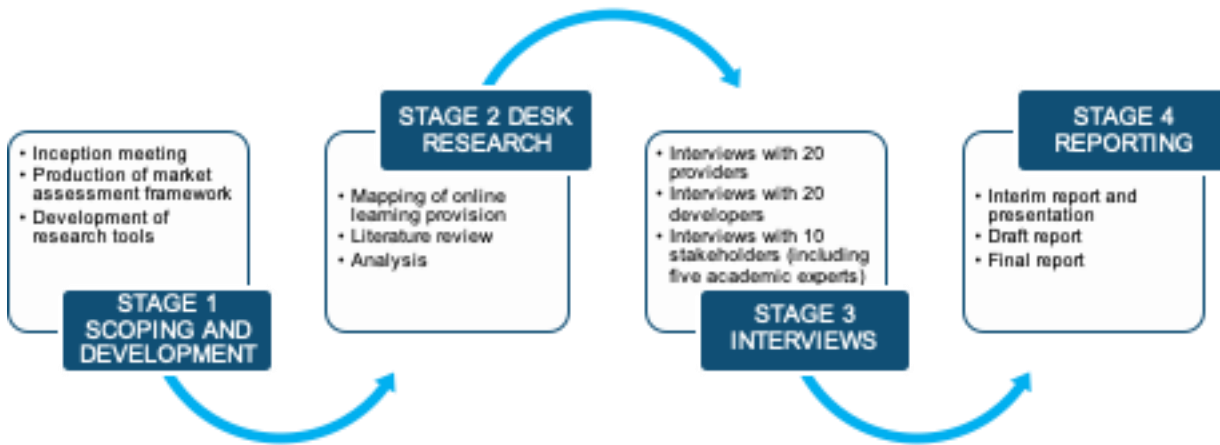 STAGE 1
SCOPING AND
DEVELOPMENT
• Inception meeting
• Production of market
assessment framework
• Development of
research tools
STAGE 2 DESK
RESEARCH
• Mapping of online
learning provision
• Literature review
• Analysis
STAGE 3
INTERVIEWS
• Interviews with 20
providers
• Interviews with 20
developers
• Interviews with 10
stakeholders (including
five academic experts)
STAGE 4
REPORTING
• Interim report and
presentation
• Draft report
• Final report